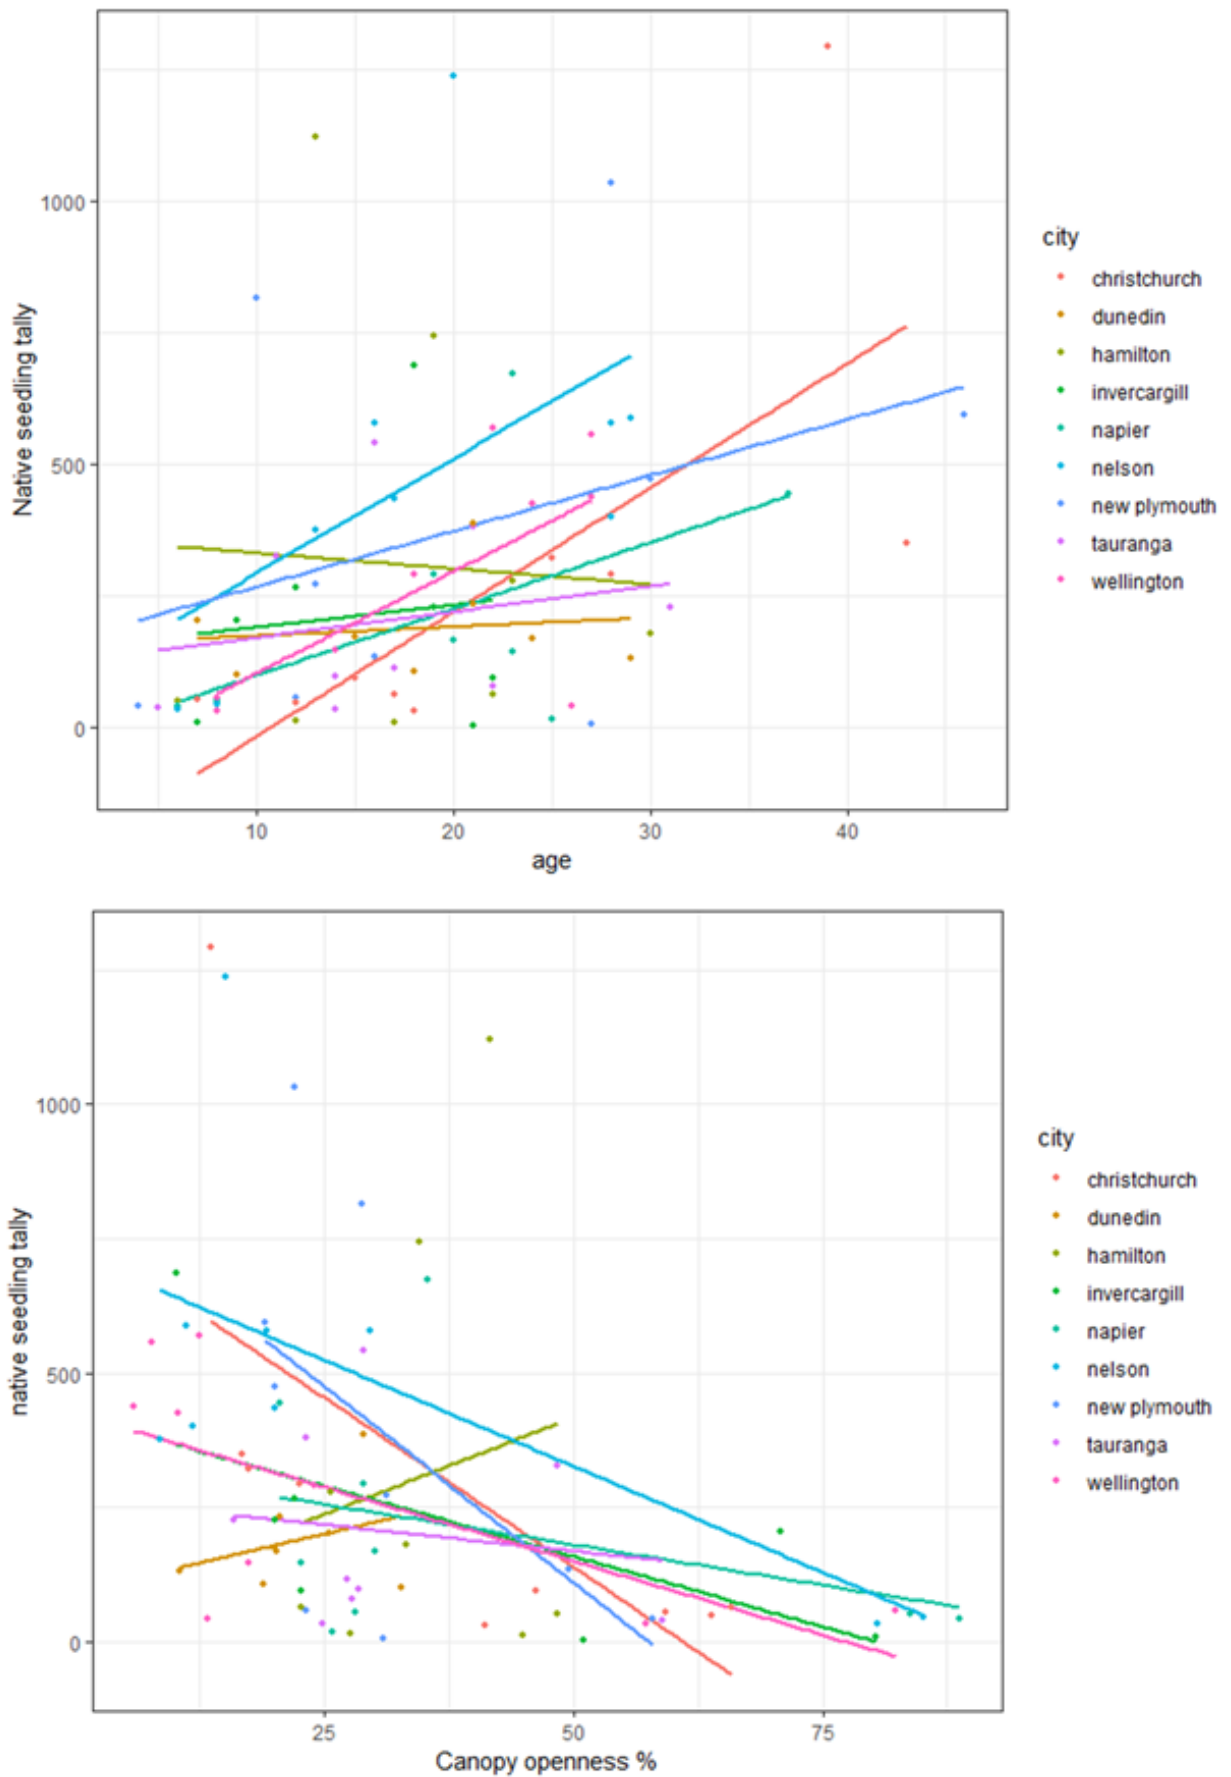 Native seedling tally
1000
500
0
10 20 30 40
age
city
christchurch
dunedin
hamilton
invercargill
napier
nelson
new plymouth
tauranga
wellington
native seedling tally
1000
500
0
25 50 75
Canopy openness %
city
christchurch
dunedin
hamilton
invercargill
napier
nelson
new plymouth
tauranga
wellington